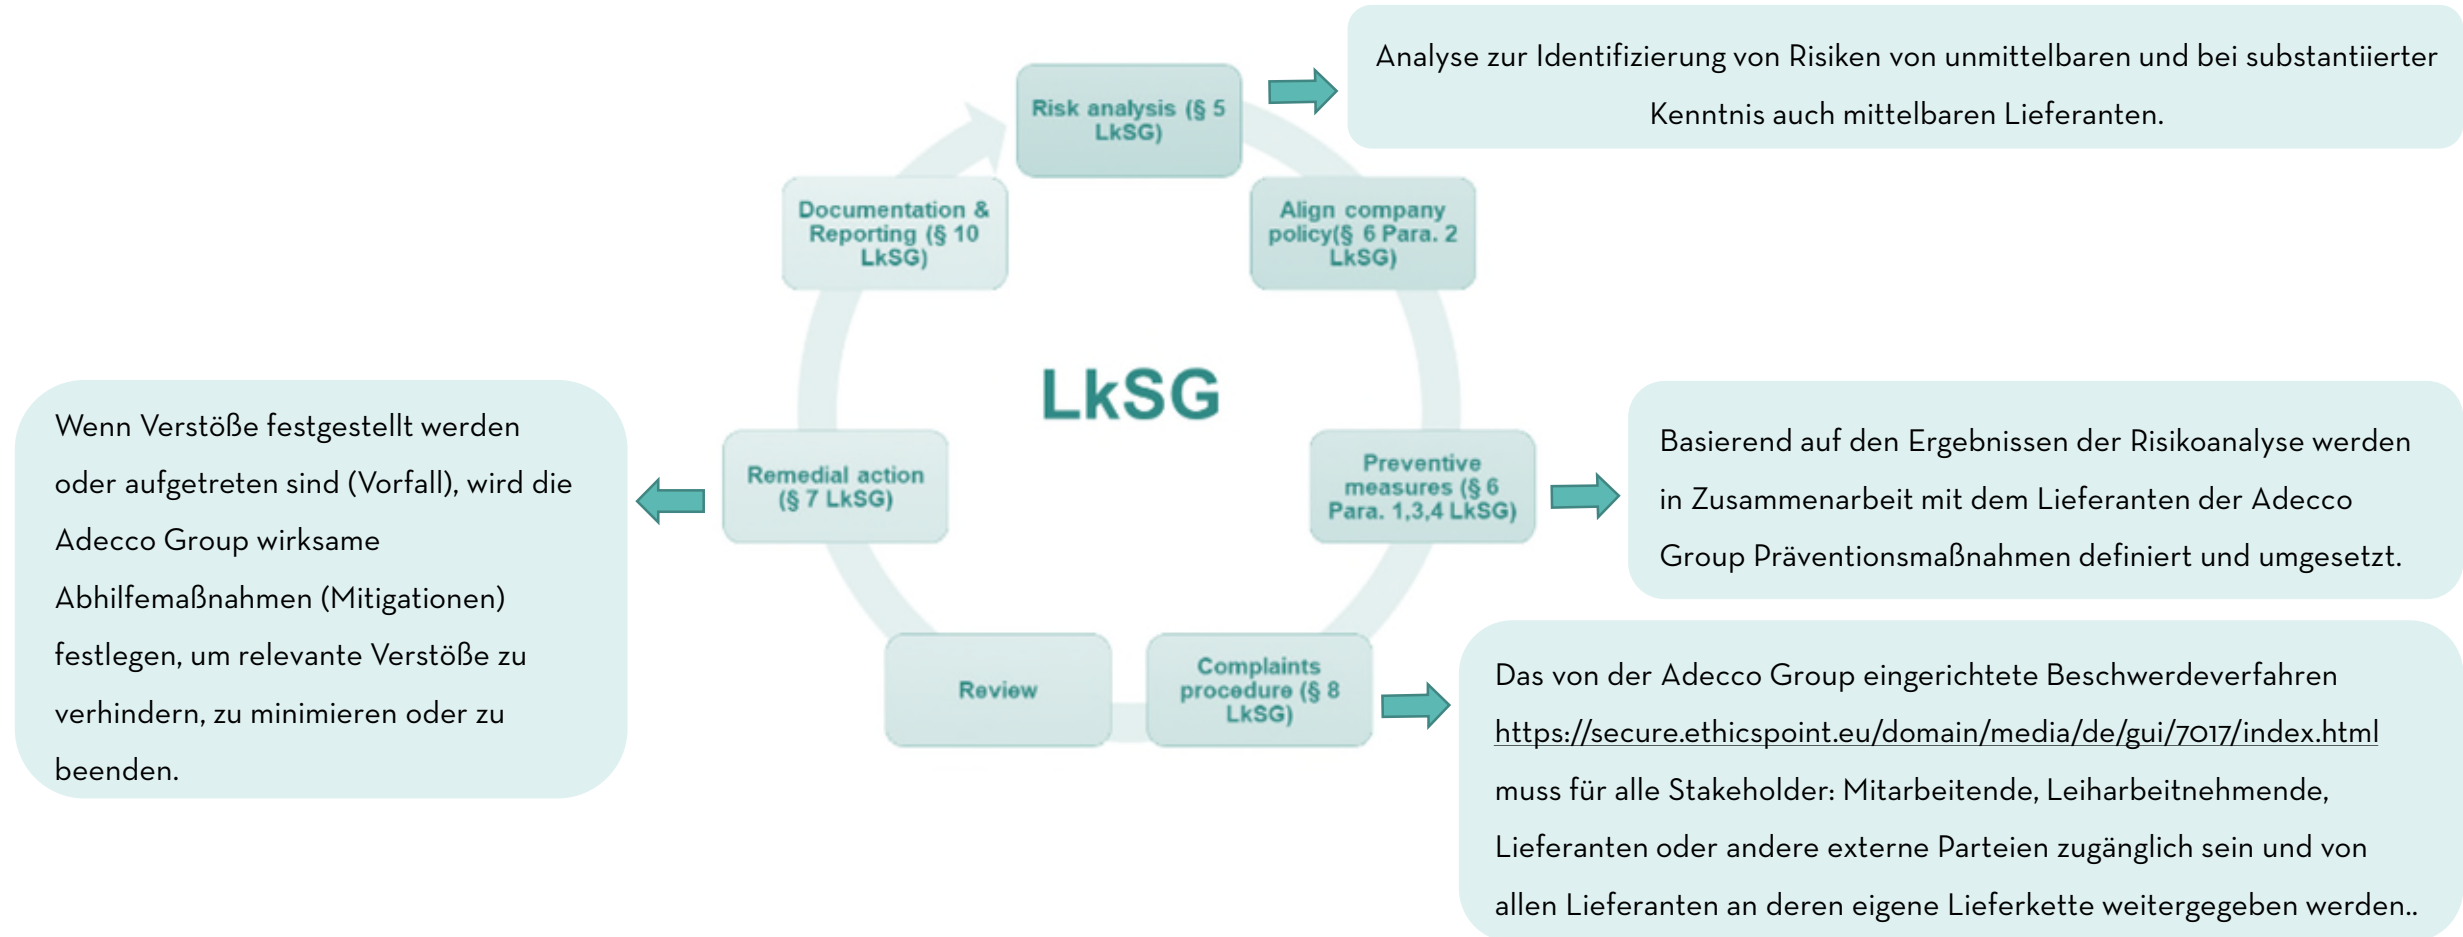 Risk analysis (§ 5
LkSG)
Analyse zur Identifizierung von Risiken von unmittelbaren und bei substantiierter
Kenntnis auch mittelbaren Lieferanten.
Align company
policy(§ 6 Para. 2
LkSG)
Preventive
measures (§ 6
Para. 1,3,4 LkSG)
Basierend auf den Ergebnissen der Risikoanalyse werden
in Zusammenarbeit mit dem Lieferanten der Adecco
Group Präventionsmaßnahmen definiert und umgesetzt.
Complaints
procedure (§ 8
LkSG)
Das von der Adecco Group eingerichtete Beschwerdeverfahren
https://secure.ethicspoint.eu/domain/media/de/gui/7017/index.html
muss für alle Stakeholder: Mitarbeitende, Leiharbeitnehmende,
Lieferanten oder andere externe Parteien zugänglich sein und von
allen Lieferanten an deren eigene Lieferkette weitergegeben werden..
Review
Remedial action
(§ 7 LkSG)
Wenn Verstöße festgestellt werden
oder aufgetreten sind (Vorfall), wird die
Adecco Group wirksame
Abhilfemaßnahmen (Mitigationen)
festlegen, um relevante Verstöße zu
verhindern, zu minimieren oder zu
beenden.
Documentation &
Reporting (§ 10
LkSG)
LkSG